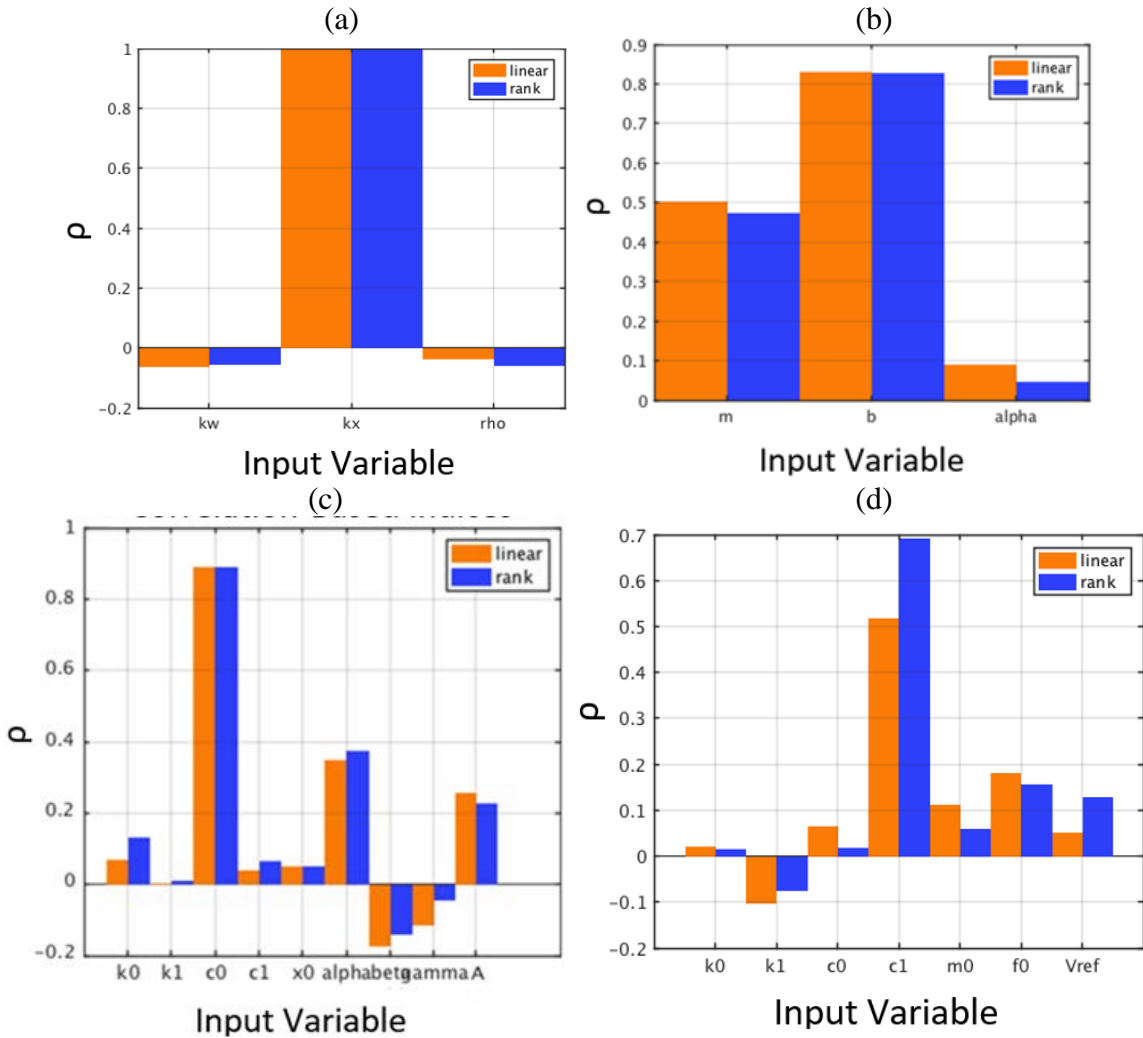 (a)
1
0.8
0.6
0.4
0.2
0
-0.2
ρ
linear
rank
kw kx rho
Input Variable
(b)
0.9
0.8
0.7
0.6
0.5
0.4
0.3
0.2
0.1
0
ρ
linear
rank
m b alpha
Input Variable
(c)
1
0.8
0.6
0.4
0.2
0
-0.2
ρ
linear
rank
k0 k1 c0 c1 x0 alpha beta gamma A
Input Variable
(d)
0.7
0.6
0.5
0.4
0.3
0.2
0.1
0
-0.1
-0.2
ρ
linear
rank
k0 k1 c0 c1 m0 f0 Vref
Input Variable